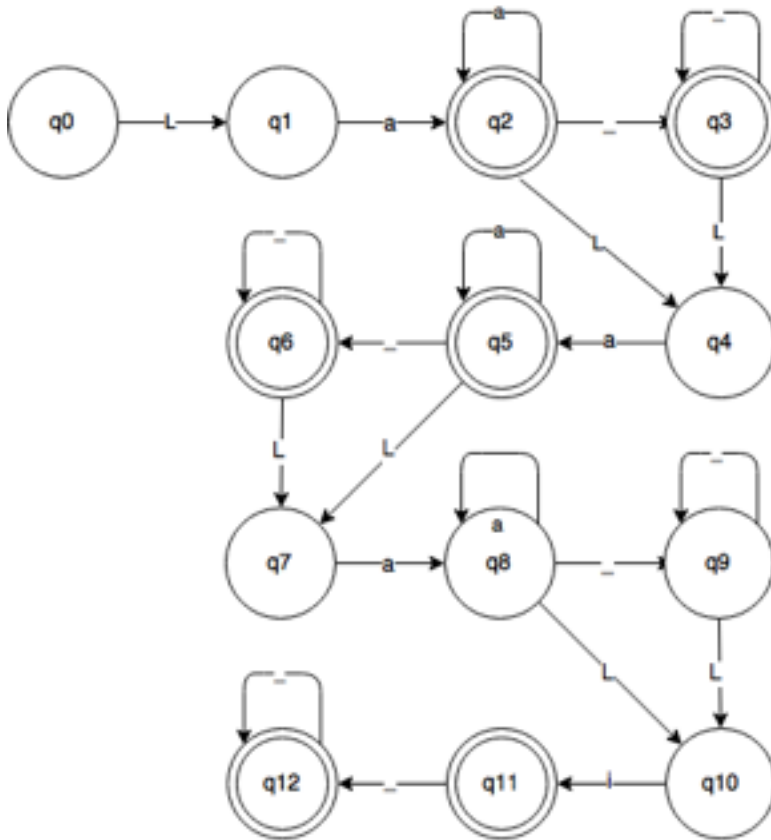 a _
q0 L q1 a q2 _ q3
L L
_ a
q6 _ q5 a q4
L L
_
q7 a a q8 _ q9
L L
_
q12 _ q11 i q10